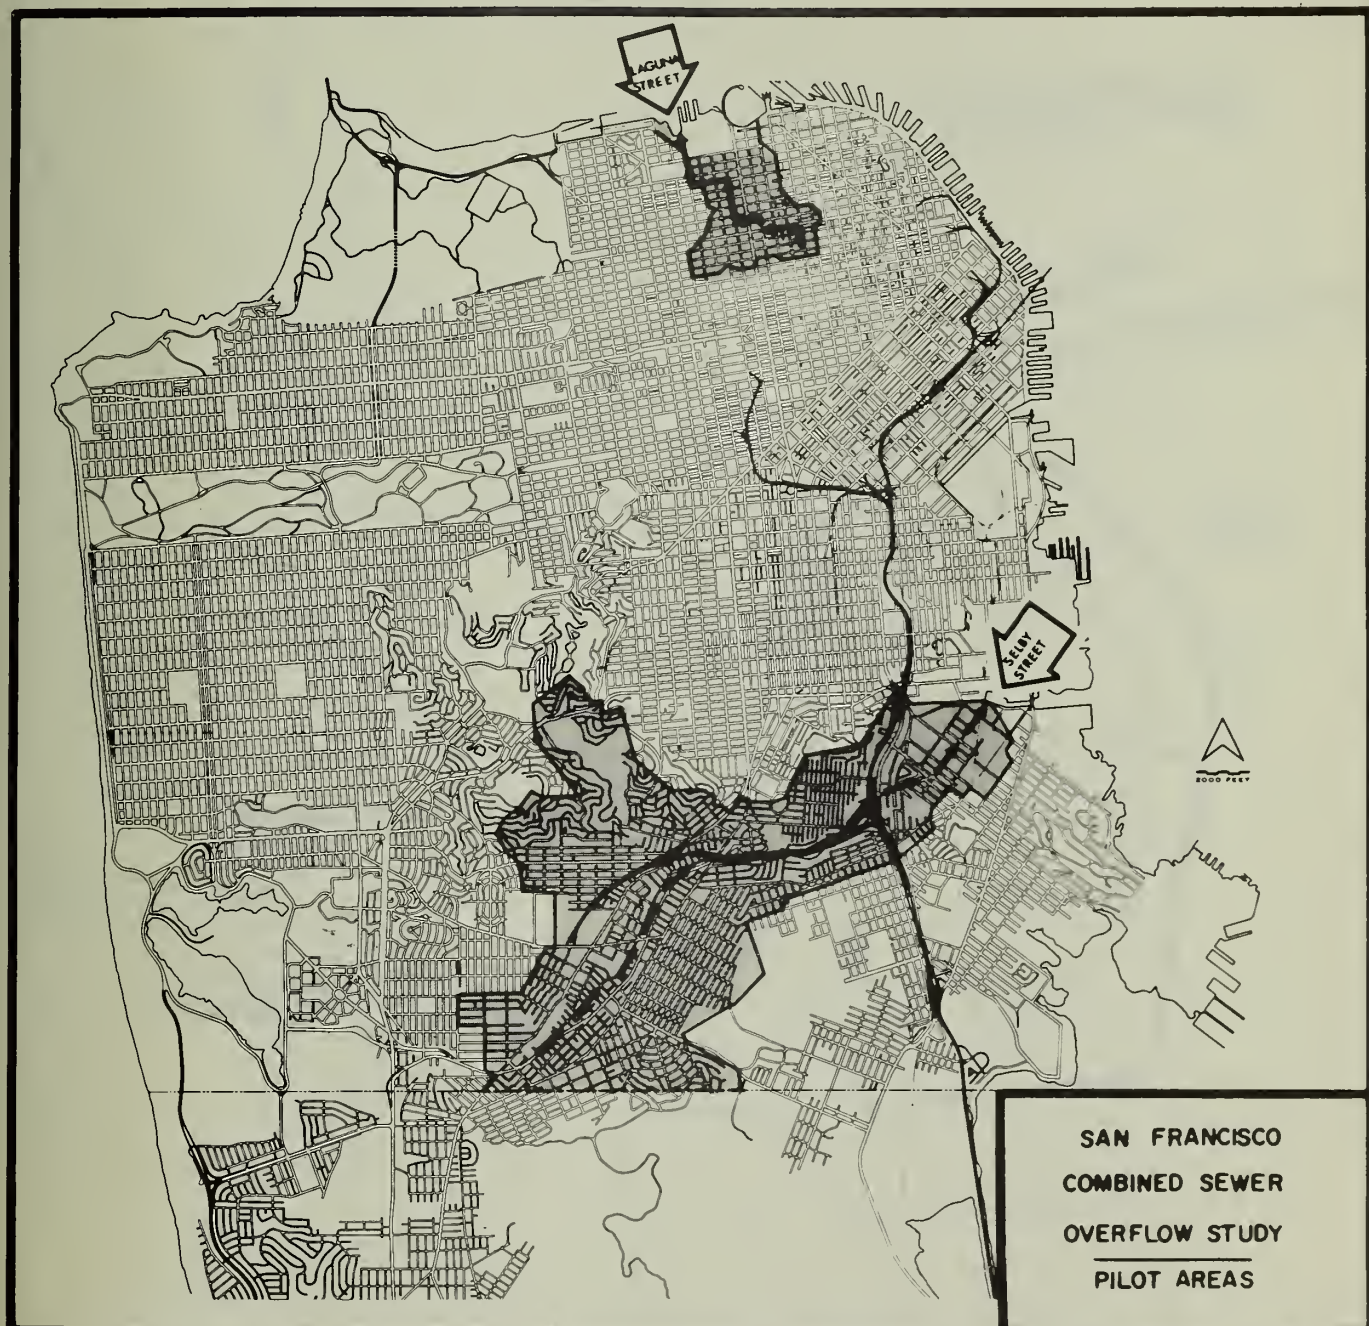 LAGUNA
STREET
SELBY
STREET
2000 FEET
SAN FRANCISCO
COMBINED SEWER
OVERFLOW STUDY
PILOT AREAS